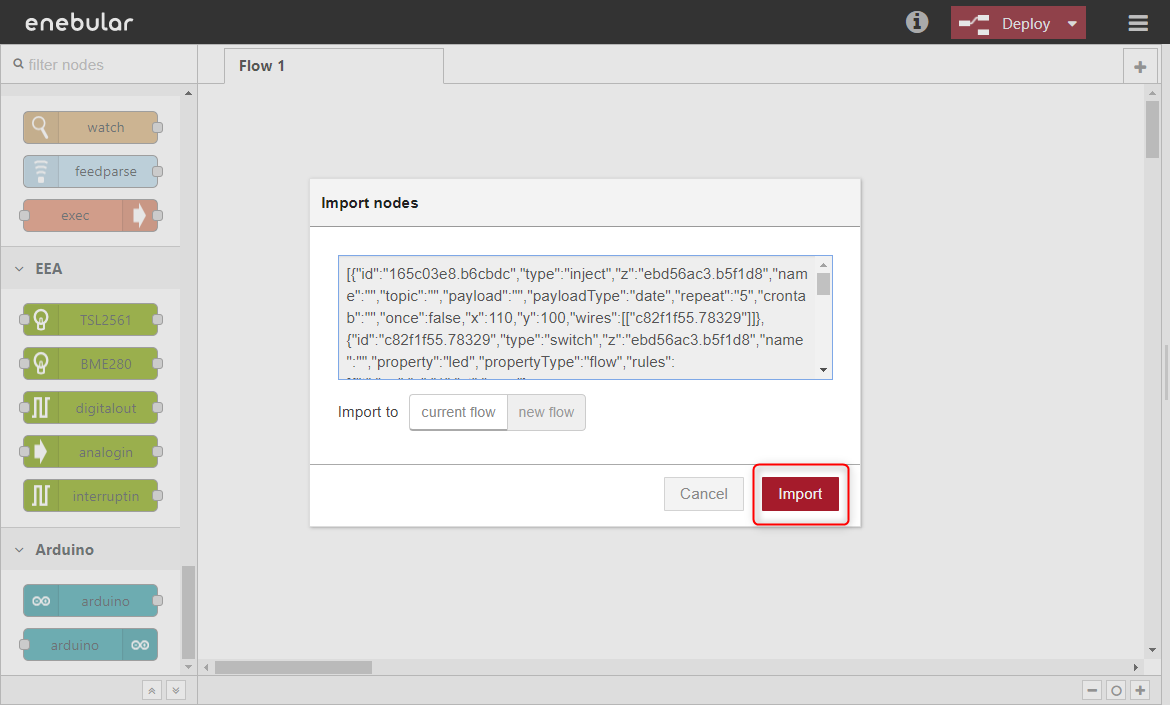 enebular
Deploy
filter nodes
Flow 1
watch
feedparse
exec
EEA
TSL2561
BME280
digitalout
analogin
interruptin
Arduino
arduino
arduino
Import nodes
[{"id":"165c03e8.b6cbdc","type":"inject","z":"ebd56ac3.b5f1d8","nam
e":"","topic":"","payload":"","payloadType":"date","repeat":"5","cront
ab":"","once":false,"x":110,"y":100,"wires":[["c82f1f55.78329"]]},
{"id":"c82f1f55.78329","type":"switch","z":"ebd56ac3.b5f1d8","name
":"","property":"led","propertyType":"flow","rules":
Import to
current flow
new flow
Cancel
Import